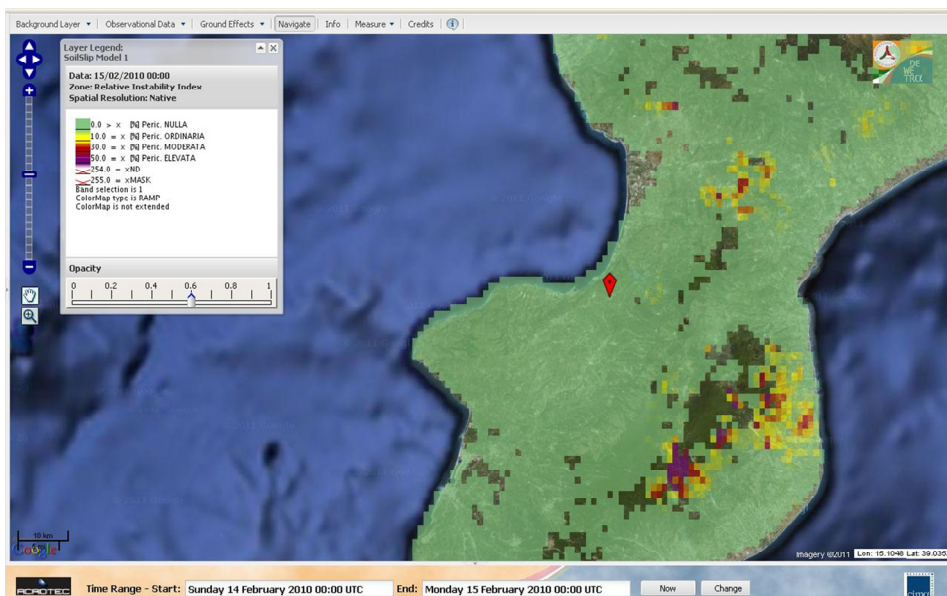 Background Layer Observational Data Ground Effects Navigate Info Measure Credits
Layer Legend:
SoilSlip Model 1
Data: 15/02/2010 00:00
Zone: Relative Instability Index
Spatial Resolution: Native
0.0 > x [%] Peric. NULLA
10.0 = x [%] Peric. ORDINARIA
30.0 = x [%] Peric. MODERATA
50.0 = x [%] Peric. ELEVATA
254.0 = xND
255.0 = xMASK
Band selection is 1
ColorMap type is RAMP
ColorMap is not extended
Opacity
0 0.2 0.4 0.6 0.8 1
DE
WE
TRA
10 km
Google
Imagery ©2011 Lon: 15.1048 Lat: 39.035
ACROTEC Time Range - Start: Sunday 14 February 2010 00:00 UTC End: Monday 15 February 2010 00:00 UTC Now Change
cima